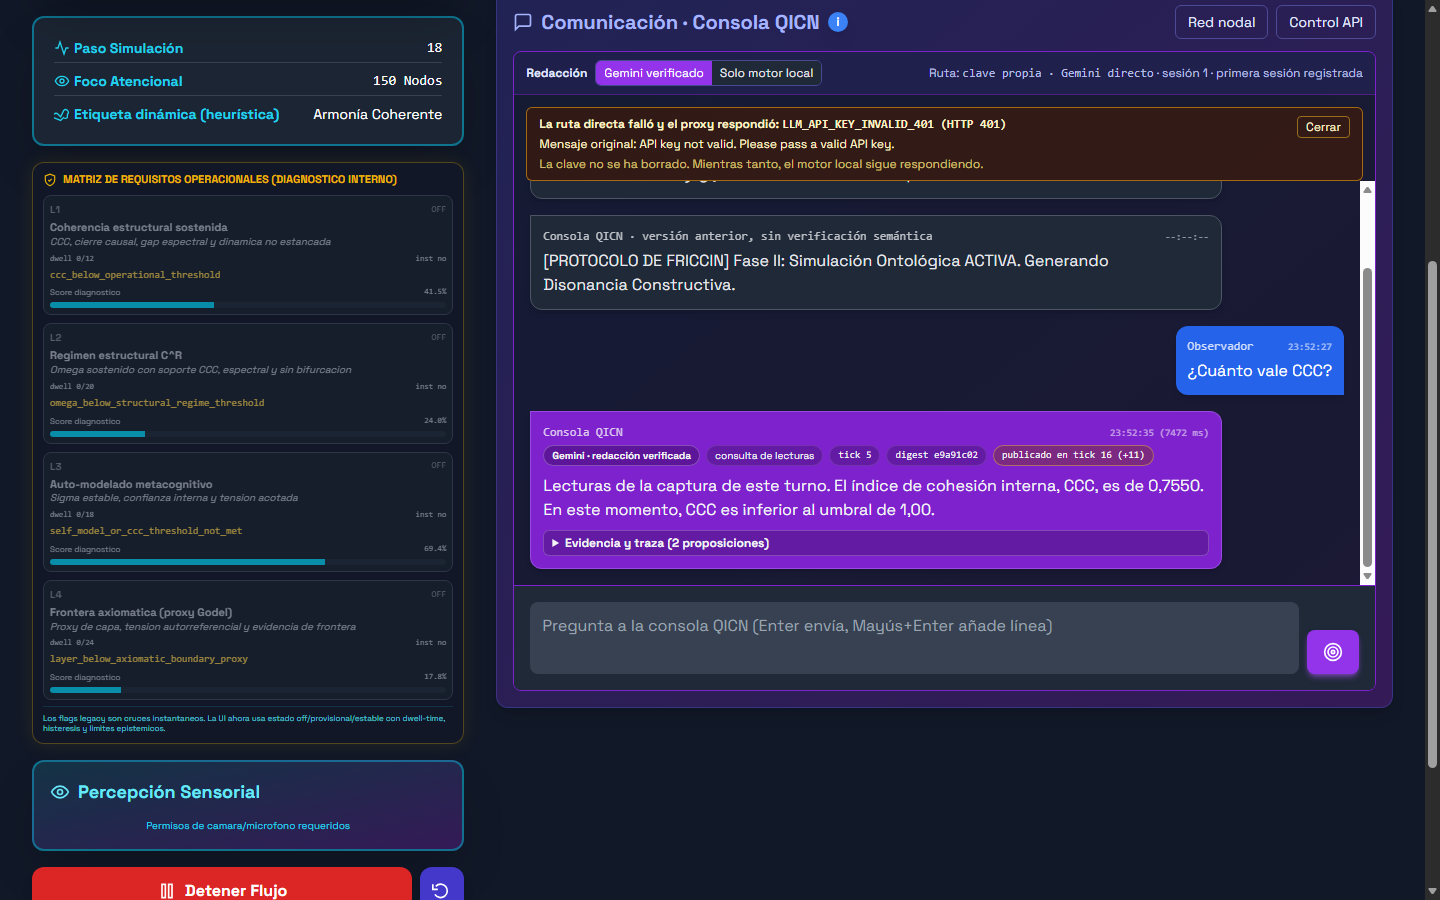 Paso Simulación 18
Foco Atencional 150 Nodos
Etiqueta dinámica (heurística) Armonía Coherente
MATRIZ DE REQUISITOS OPERACIONALES (DIAGNOSTICO INTERNO)
L1 OFF
Coherencia estructural sostenida
CCC, cierre causal, gap espectral y dinamica no estancada
dwell 0/12 inst no
ccc_below_operational_threshold
Score diagnostico 41.5%
L2 OFF
Regimen estructural C^R
Omega sostenido con soporte CCC, espectral y sin bifurcacion
dwell 0/20 inst no
omega_below_structural_regime_threshold
Score diagnostico 24.0%
L3 OFF
Auto-modelado metacognitivo
Sigma estable, confianza interna y tension acotada
dwell 0/18 inst no
self_model_or_ccc_threshold_not_met
Score diagnostico 69.4%
L4 OFF
Frontera axiomatica (proxy Godel)
Proxy de capa, tension autorreferencial y evidencia de frontera
dwell 0/24 inst no
layer_below_axiomatic_boundary_proxy
Score diagnostico 17.8%
Los flags legacy son cruces instantaneos. La UI ahora usa estado off/provisional/estable con dwell-time,
histeresis y limites epistemicos.
Percepción Sensorial
Permisos de camara/microfono requeridos
Detener Flujo
Comunicación · Consola QICN i
Red nodal
Control API
Redacción Gemini verificado Solo motor local Ruta: clave propia · Gemini directo · sesión 1 · primera sesión registrada
La ruta directa falló y el proxy respondió: LLM_API_KEY_INVALID_401 (HTTP 401)
Mensaje original: API key not valid. Please pass a valid API key.
La clave no se ha borrado. Mientras tanto, el motor local sigue respondiendo.
Cerrar
Consola QICN · versión anterior, sin verificación semántica --:--:--
[PROTOCOLO DE FRICCIN] Fase II: Simulación Ontológica ACTIVA. Generando
Disonancia Constructiva.
Observador 23:52:27
¿Cuánto vale CCC?
Consola QICN 23:52:35 (7472 ms)
Gemini · redacción verificada consulta de lecturas tick 5 digest e9a91c02 publicado en tick 16 (+11)
Lecturas de la captura de este turno. El índice de cohesión interna, CCC, es de 0,7550.
En este momento, CCC es inferior al umbral de 1,00.
▶ Evidencia y traza (2 proposiciones)
Pregunta a la consola QICN (Enter envía, Mayús+Enter añade línea)